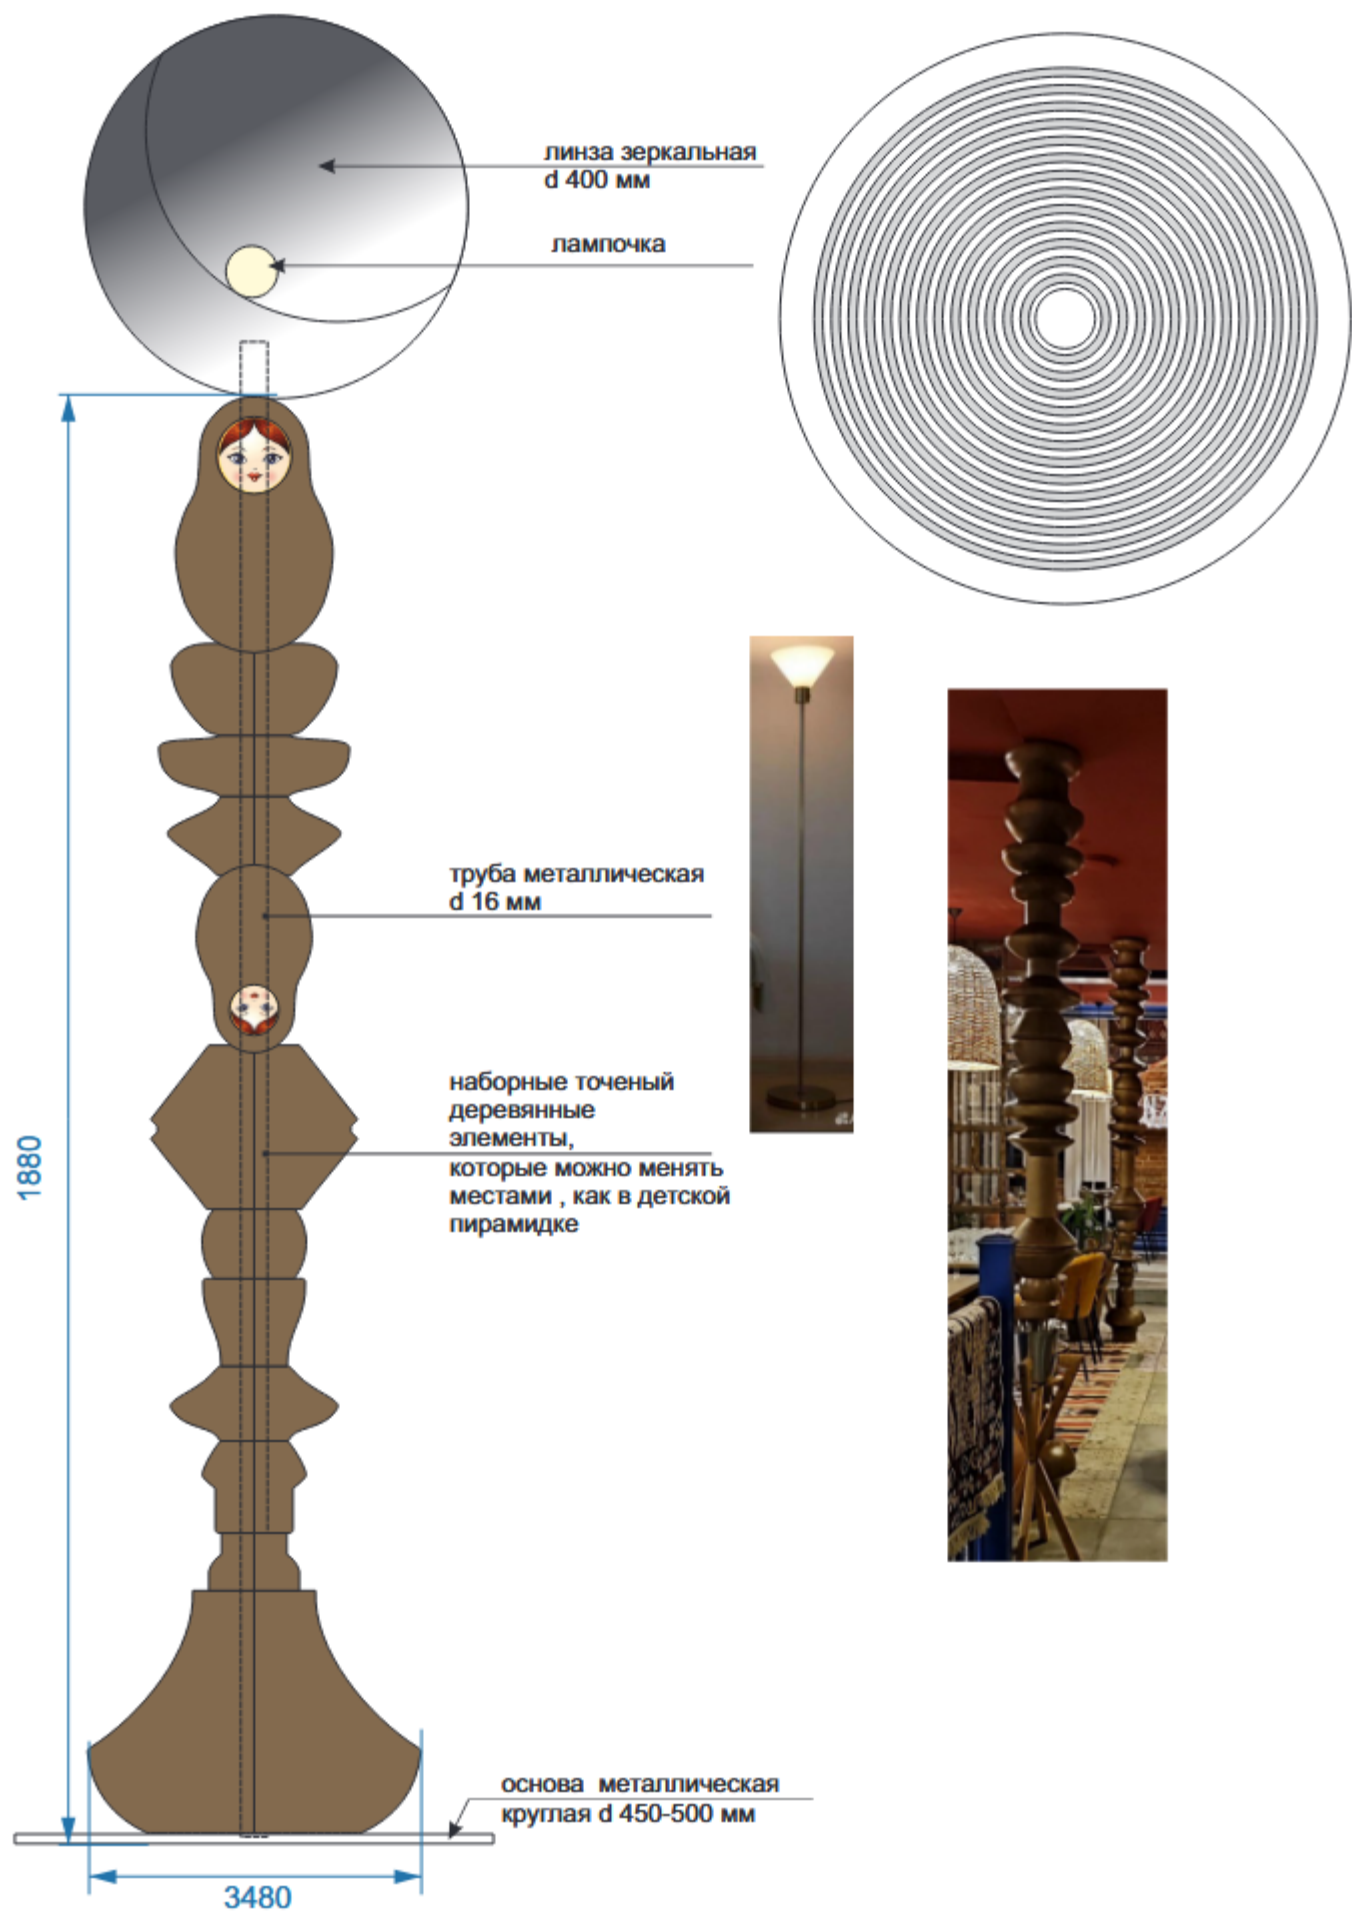 линза зеркальная
d 400 мм
лампочка
труба металлическая
d 16 мм
наборные точеный
деревянные
элементы,
которые можно менять
местами , как в детской
пирамидке
1880
основа металлическая
круглая d 450-500 мм
3480